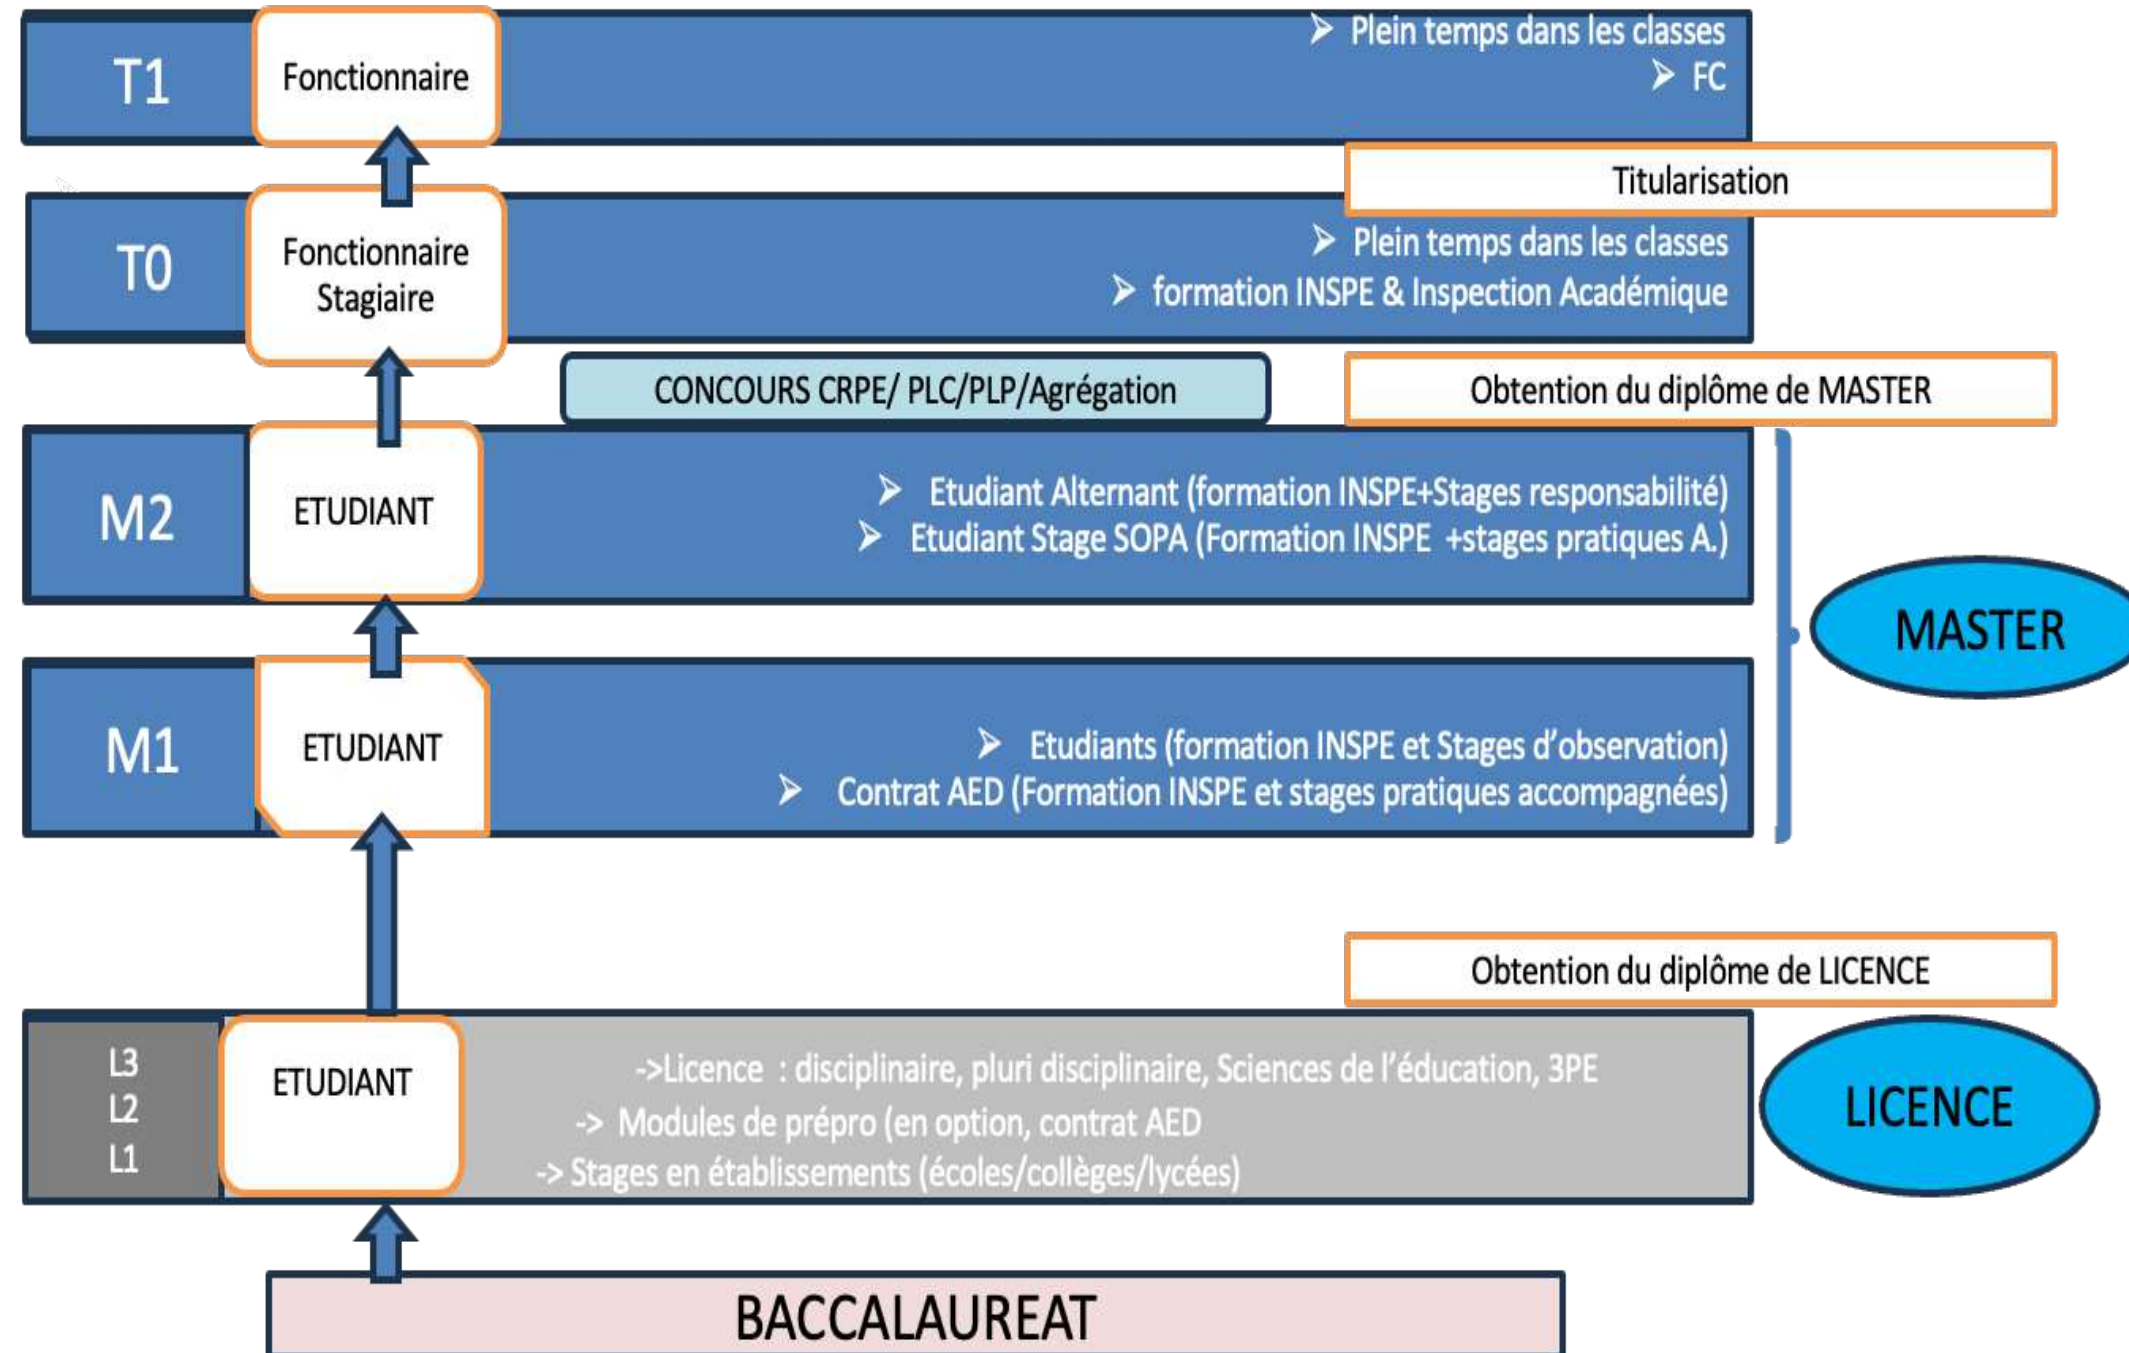 T1
Fonctionnaire
➢ Plein temps dans les classes
➢ FC
Titularisation
T0
Fonctionnaire
Stagiaire
➢ Plein temps dans les classes
➢ formation INSPE & Inspection Académique
CONCOURS CRPE/ PLC/PLP/Agrégation
Obtention du diplôme de MASTER
M2
ETUDIANT
➢ Etudiant Alternant (formation INSPE+Stages responsabilité)
➢ Etudiant Stage SOPA (Formation INSPE +stages pratiques A.)
MASTER
M1
ETUDIANT
➢ Etudiants (formation INSPE et Stages d'observation)
➢ Contrat AED (Formation INSPE et stages pratiques accompagnées)
Obtention du diplôme de LICENCE
L3
L2
L1
ETUDIANT
->Licence : disciplinaire, pluri disciplinaire, Sciences de l'éducation, 3PE
-> Modules de prépro (en option, contrat AED
-> Stages en établissements (écoles/collèges/lycées)
LICENCE
BACCALAUREAT